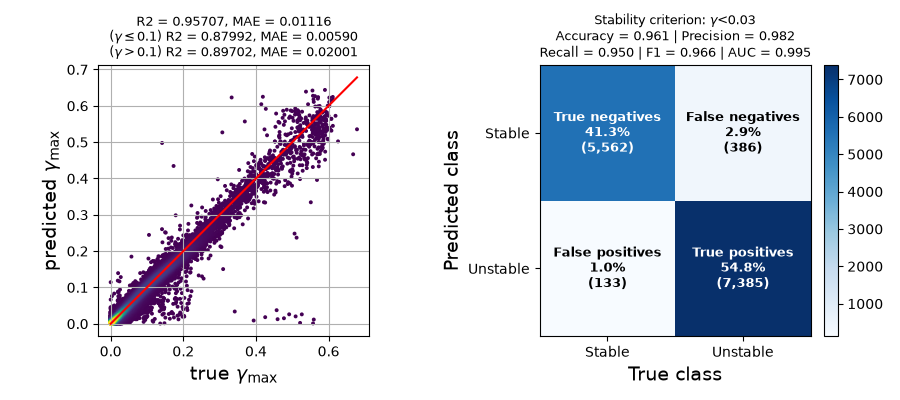 R2 = 0.95707, MAE = 0.01116
(γ ≤ 0.1) R2 = 0.87992, MAE = 0.00590
(γ > 0.1) R2 = 0.89702, MAE = 0.02001
0.7
0.6
0.5
0.4
0.3
0.2
0.1
0.0
predicted γmax
0.0 0.2 0.4 0.6
true γmax
Stability criterion: γ<0.03
Accuracy = 0.961 | Precision = 0.982
Recall = 0.950 | F1 = 0.966 | AUC = 0.995
Predicted class
Stable
Unstable
True negatives
41.3%
(5,562)
False negatives
2.9%
(386)
False positives
1.0%
(133)
True positives
54.8%
(7,385)
Stable Unstable
True class
7000
6000
5000
4000
3000
2000
1000